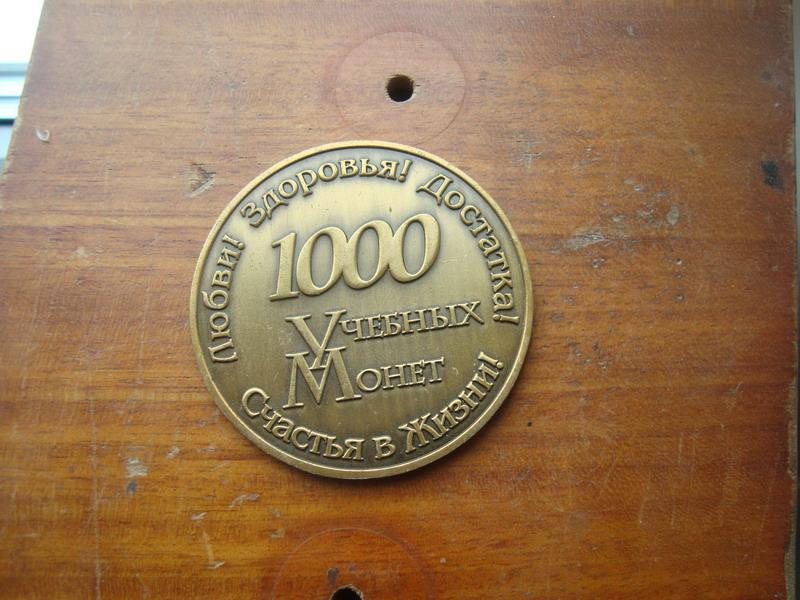 Любви! Здоровья! Достатка!
1000
Учебных
Монет
Счастья в Жизни!